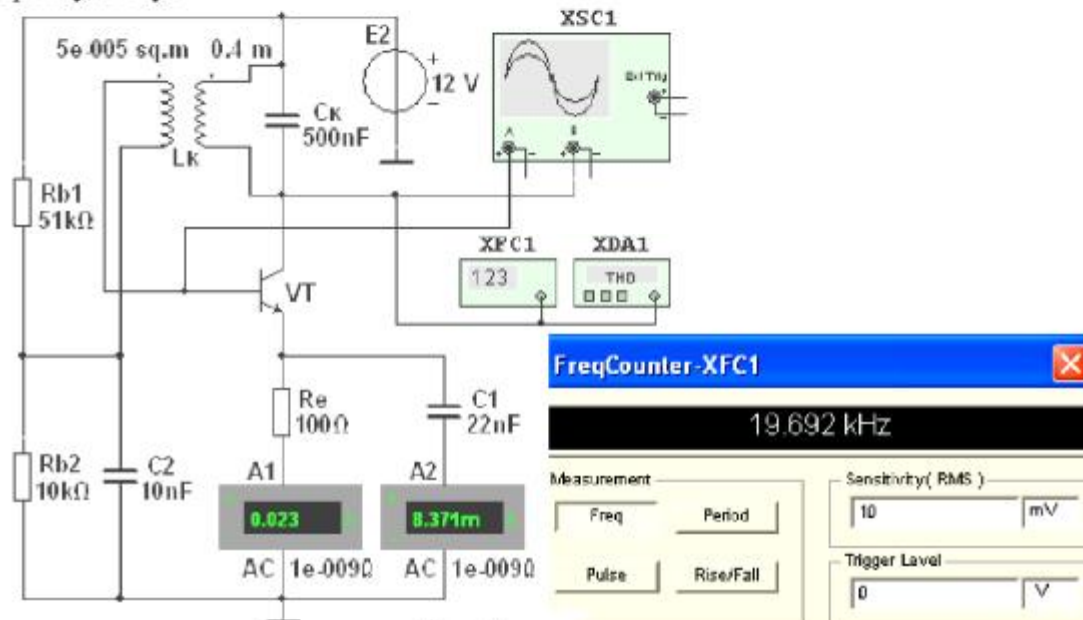 XSC1
E2
5e-005 sq.m 0.4 m
+
12 V
−
Ext Trig
Cк
500nF
A B
Lк
Rb1
51kΩ
XFC1 XDA1
123 THD
VT
FreqCounter-XFC1
Re
100Ω
C1
22nF
19.692 kHz
Rb2
10kΩ
C2
10nF
A1 A2
Measurement
Sensitivity( RMS )
Freq Period
10 mV
0.023 8.371m
AC 1e-009Ω AC 1e-009Ω
Trigger Level
Pulse Rise/Fall
0 V